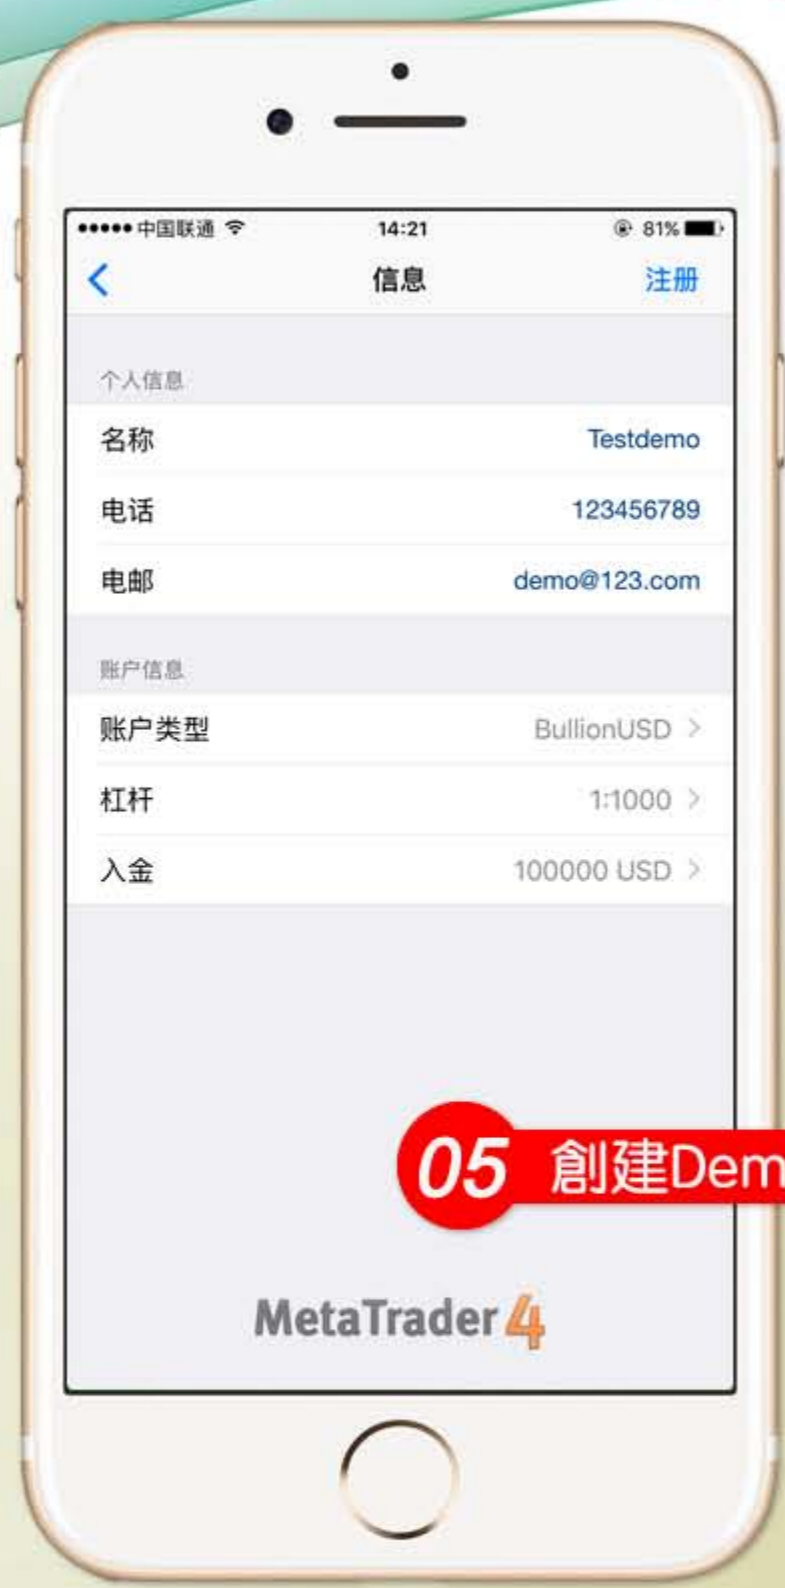 中国联通 14:21 81%
信息 注册
个人信息
名称 Testdemo
电话 123456789
电邮 demo@123.com
账户信息
账户类型 BullionUSD
杠杆 1:1000
入金 100000 USD
05 創建Dem
MetaTrader 4